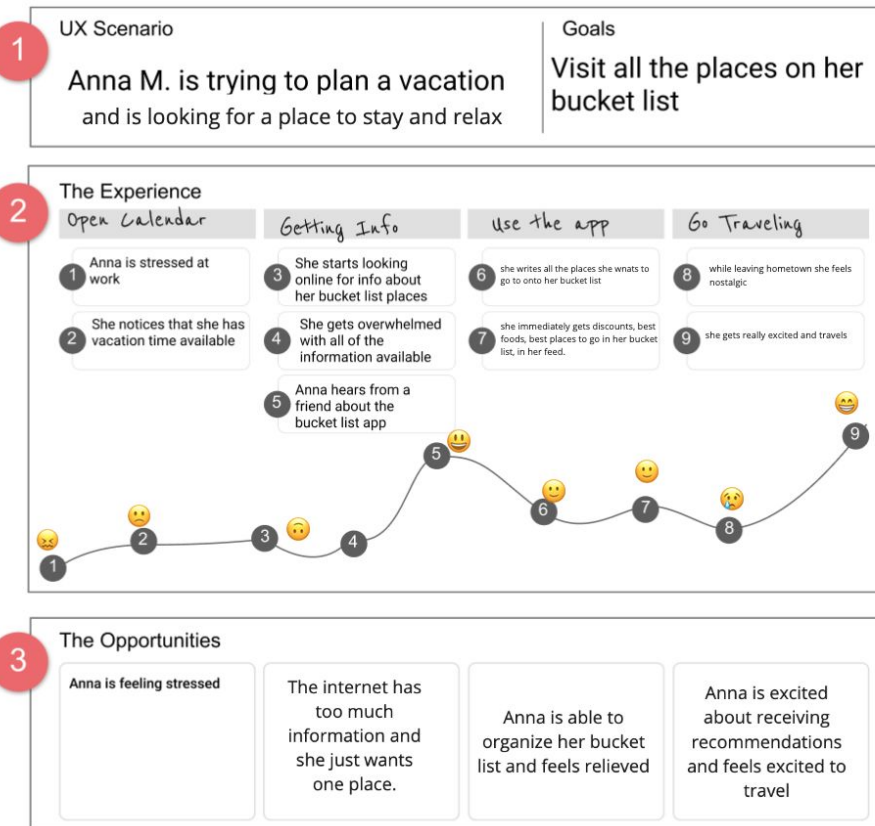 1
UX Scenario
Anna M. is trying to plan a vacation
and is looking for a place to stay and relax
Goals
Visit all the places on her
bucket list
2
The Experience
Open Calendar
1
Anna is stressed at
work
2
She notices that she has
vacation time available
Getting Info
3
She starts looking
online for info about
her bucket list places
4
She gets overwhelmed
with all of the
information available
5
Anna hears from a
friend about the
bucket list app
use the app
6
she writes all the places she wnats to
go to onto her bucket list
7
she immediately gets discounts, best
foods, best places to go in her bucket
list, in her feed.
Go Traveling
8
while leaving hometown she feels
nostalgic
9
she gets really excited and travels
1
2
3
4
5
6
7
8
9
3
The Opportunities
Anna is feeling stressed
The internet has
too much
information and
she just wants
one place.
Anna is able to
organize her bucket
list and feels relieved
Anna is excited
about receiving
recommendations
and feels excited to
travel